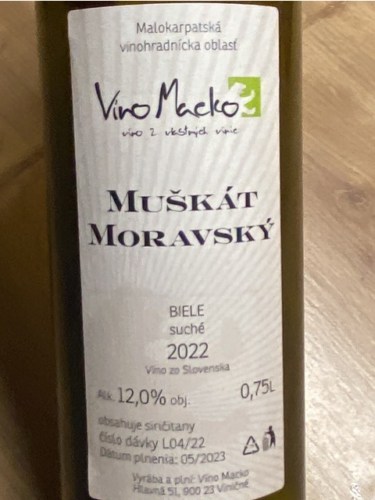 Malokarpatská
vinohradnícka oblasť
Víno Macko
víno z vlastných viníc
MUŠKÁT
MORAVSKÝ
BIELE
suché
2022
Víno zo Slovenska
Alk. 12,0% obj. 0,75L
obsahuje siričitany
číslo dávky L04/22
Dátum plnenia: 05/2023
Vyrába a plní: Víno Macko
Hlavná 51, 900 23 Viničné